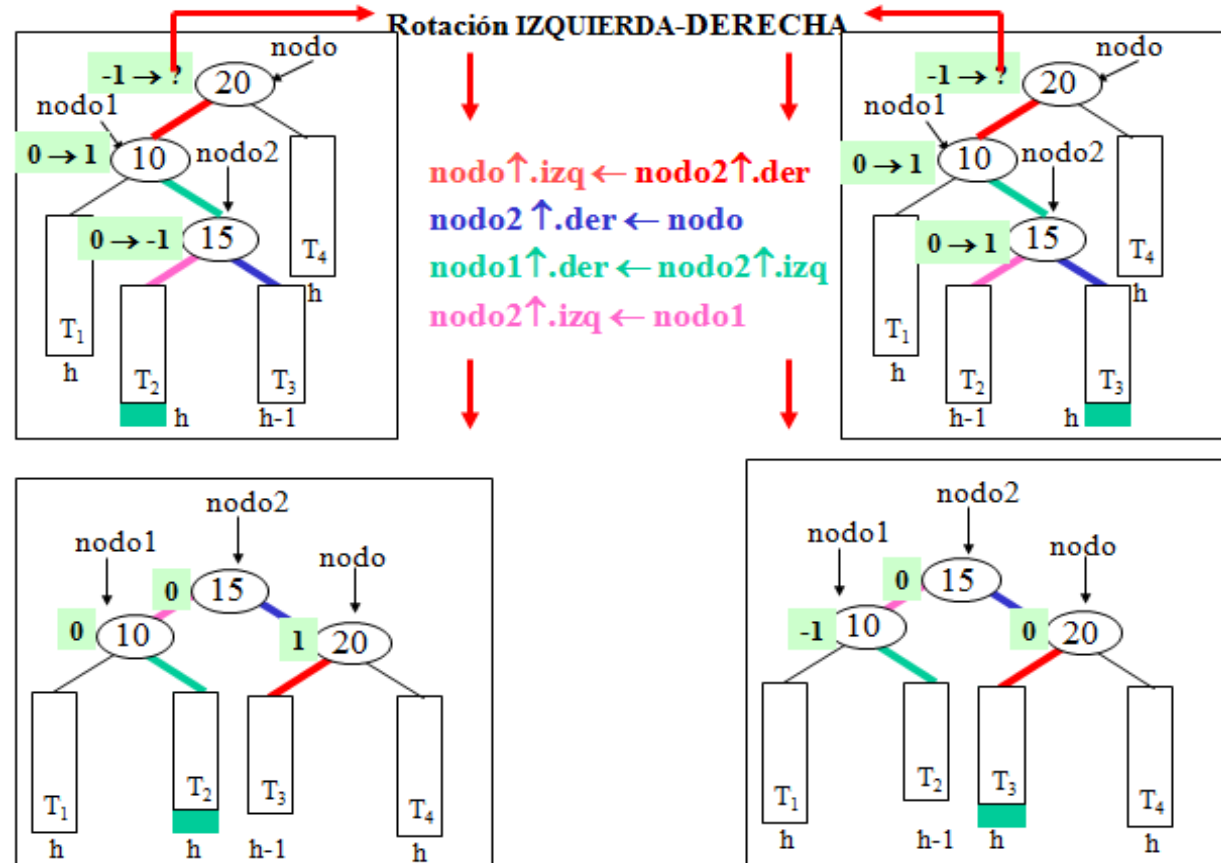 Rotación IZQUIERDA-DERECHA
nodo
-1 → ?
20
nodo1
0 → 1
10
nodo2
0 → -1
15
T4
h
T1
h
T2
h
T3
h-1
nodo↑.izq ← nodo2↑.der
nodo2↑.der ← nodo
nodo1↑.der ← nodo2↑.izq
nodo2↑.izq ← nodo1
nodo
-1 → ?
20
nodo1
0 → 1
10
nodo2
0 → 1
15
T4
h
T1
h
T2
h-1
T3
h
nodo2
nodo1
nodo
0
15
0
10
1
20
T1
h
T2
h
T3
h-1
T4
h
nodo2
nodo1
nodo
0
15
-1
10
0
20
T1
h
T2
h-1
T3
h
T4
h